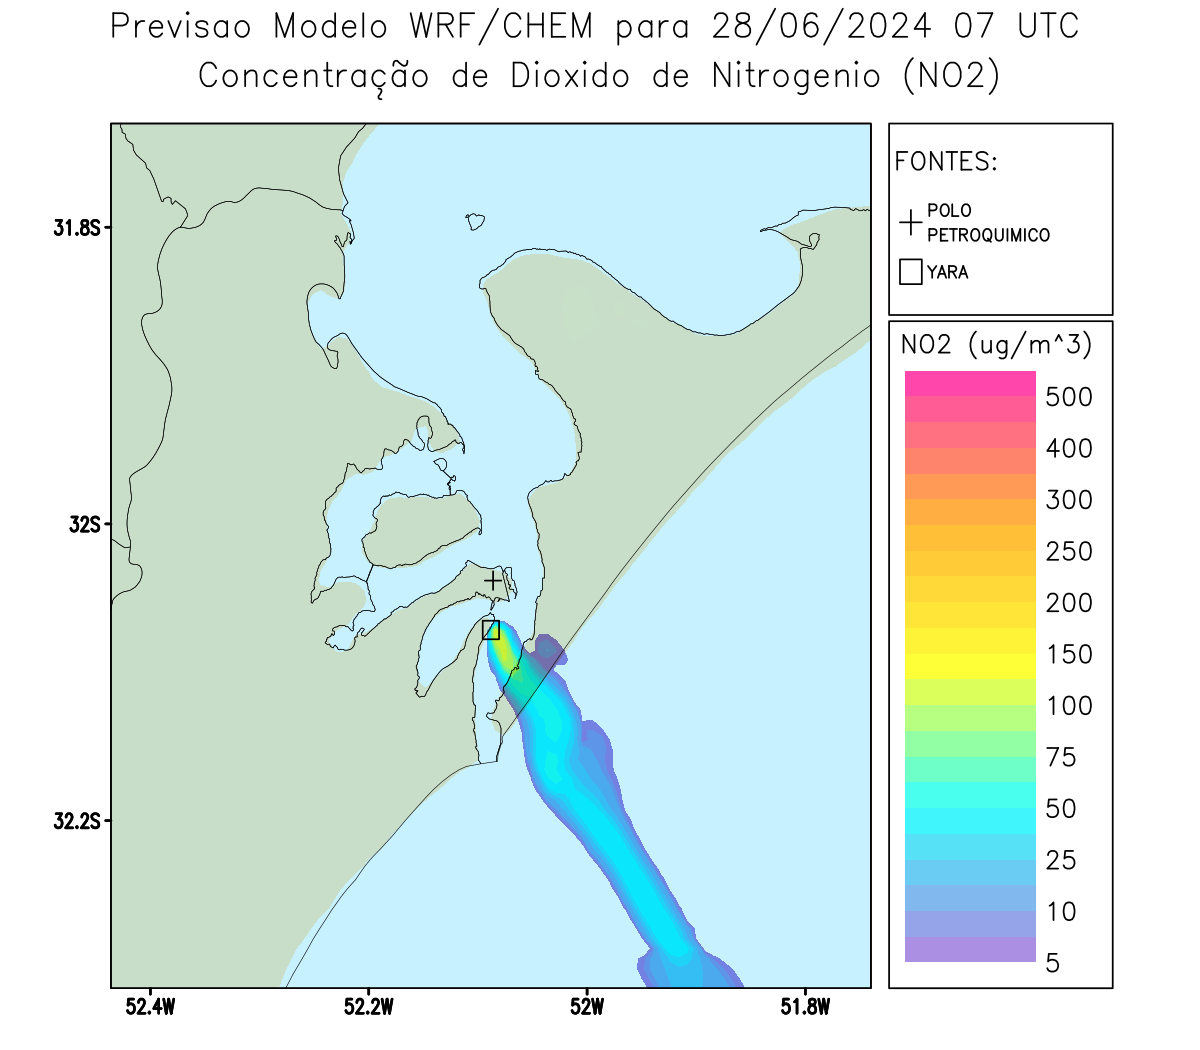 Previsao Modelo WRF/CHEM para 28/06/2024 07 UTC
Concentração de Dioxido de Nitrogenio (NO2)
FONTES:
POLO
PETROQUIMICO
YARA
NO2 (ug/m^3)
500
400
300
250
200
150
100
75
50
25
10
5
31.8S
32S
32.2S
52.4W
52.2W
52W
51.8W